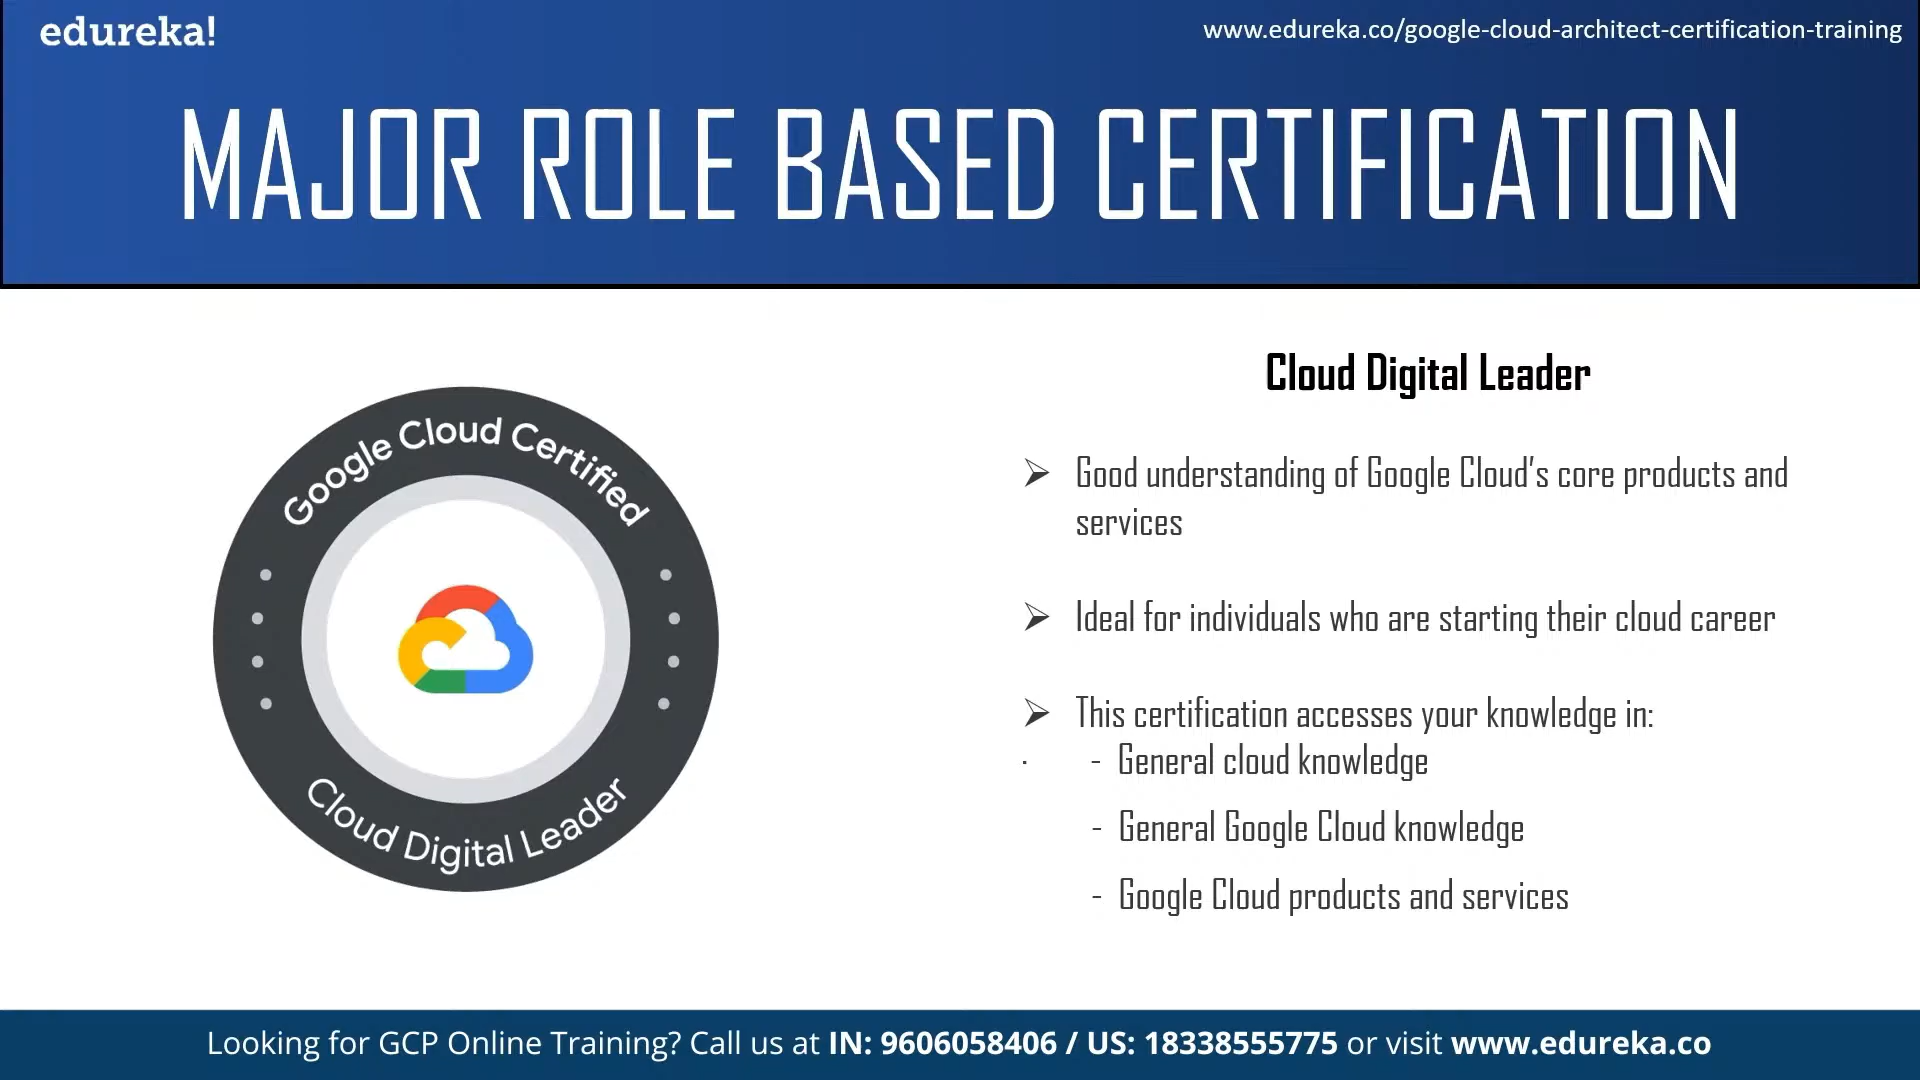 edureka!
www.edureka.co/google-cloud-architect-certification-training
MAJOR ROLE BASED CERTIFICATION
Google Cloud Certified
Cloud Digital Leader
Cloud Digital Leader
➢ Good understanding of Google Cloud’s core products and
services
➢ Ideal for individuals who are starting their cloud career
➢ This certification accesses your knowledge in:
- General cloud knowledge
- General Google Cloud knowledge
- Google Cloud products and services
Looking for GCP Online Training? Call us at IN: 9606058406 / US: 18338555775 or visit www.edureka.co